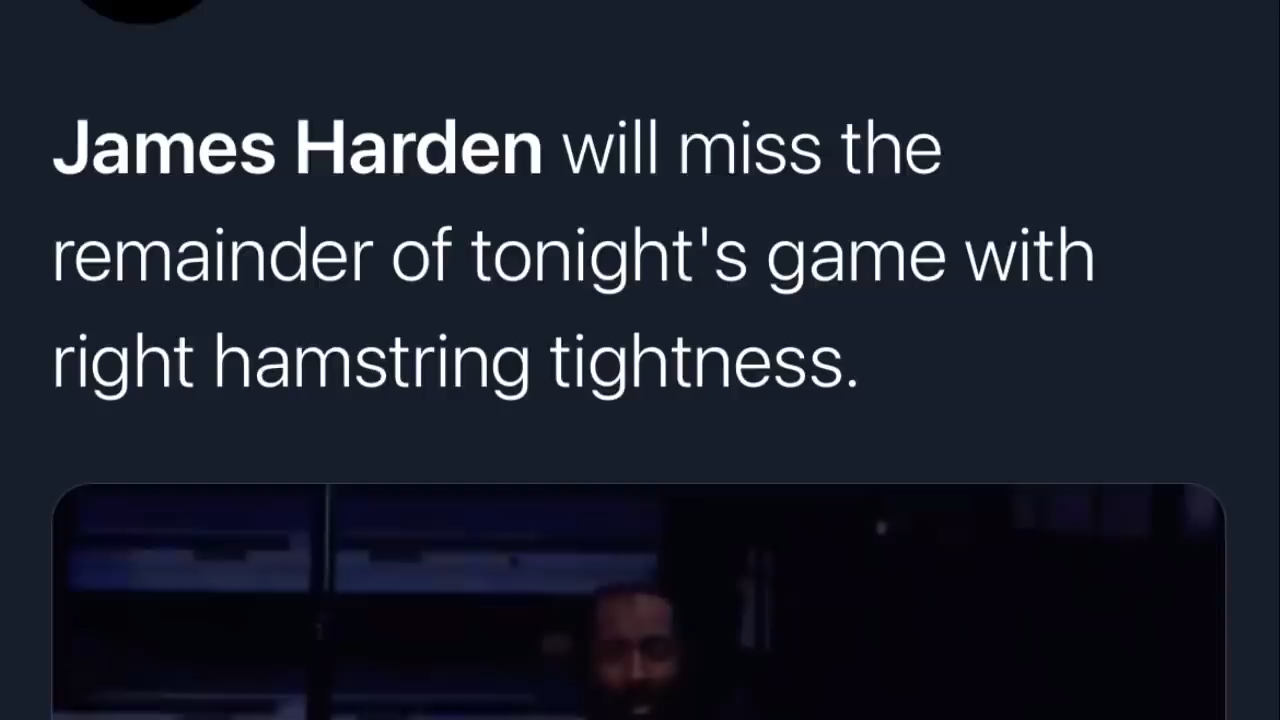 James Harden will miss the
remainder of tonight's game with
right hamstring tightness.